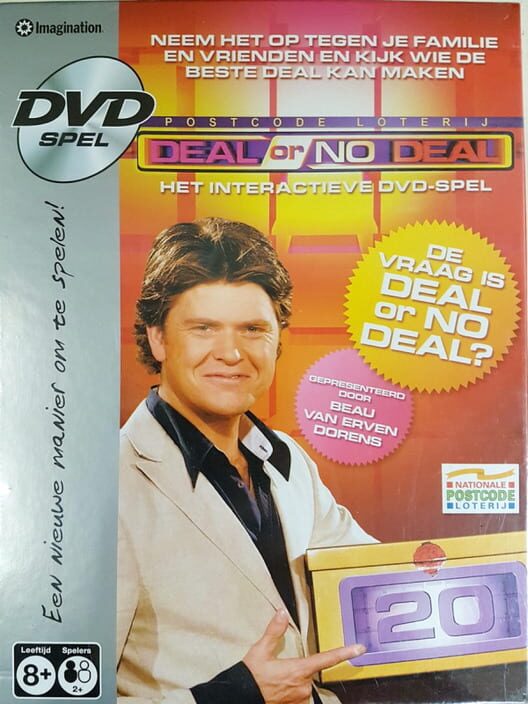 Imagination
NEEM HET OP TEGEN JE FAMILIE
EN VRIENDEN EN KIJK WIE DE
BESTE DEAL KAN MAKEN
DVD
SPEL
POSTCODE LOTERIJ
DEAL or NO DEAL
HET INTERACTIEVE DVD-SPEL
Een nieuwe manier om te spelen!
DE
VRAAG IS
DEAL
or NO
DEAL?
GEPRESENTEERD
DOOR
BEAU
VAN ERVEN
DORENS
NATIONALE
POSTCODE
LOTERIJ
20
Leeftijd
8+
Spelers
2+